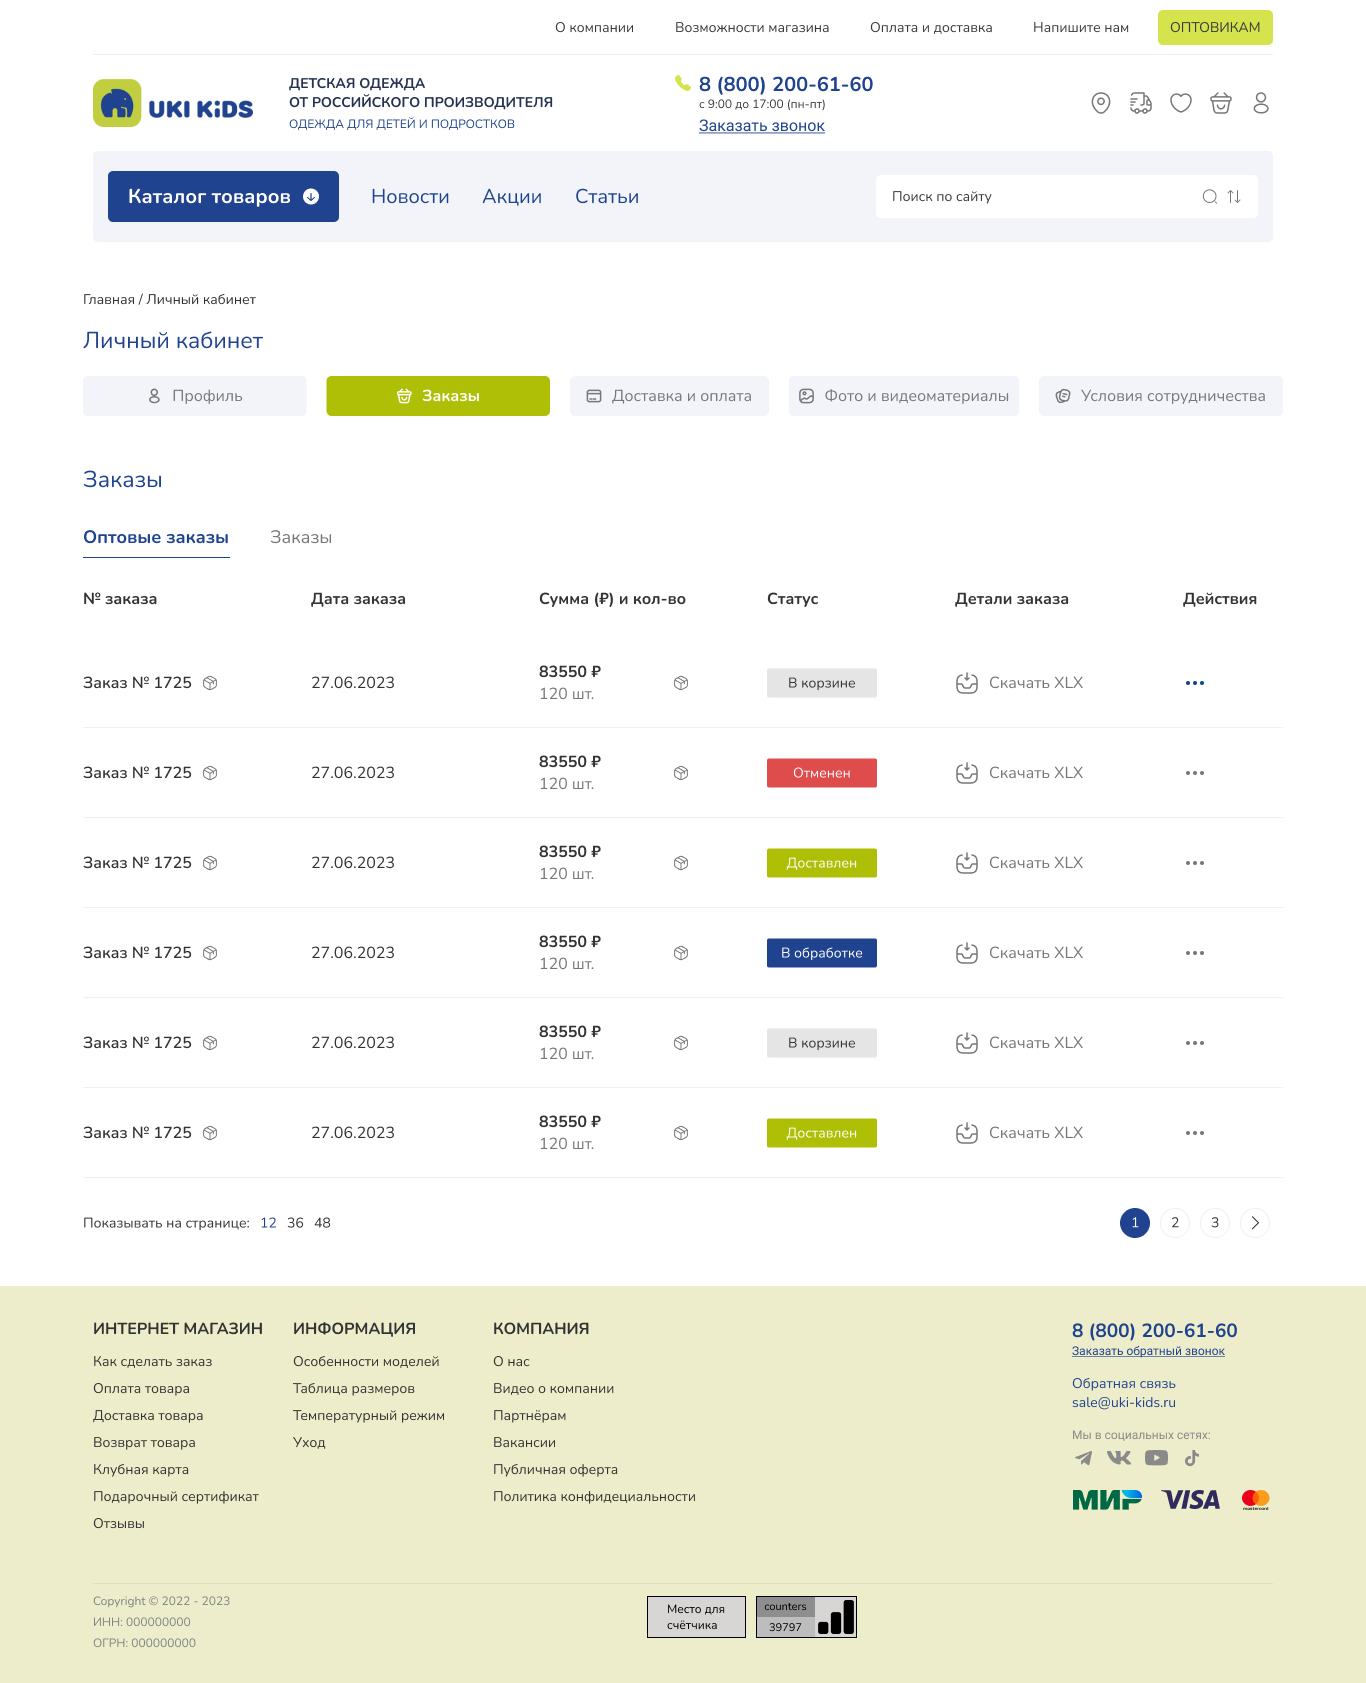 О компании
Возможности магазина
Оплата и доставка
Напишите нам
ОПТОВИКАМ
UKI KiDS
ДЕТСКАЯ ОДЕЖДА
ОТ РОССИЙСКОГО ПРОИЗВОДИТЕЛЯ
ОДЕЖДА ДЛЯ ДЕТЕЙ И ПОДРОСТКОВ
8 (800) 200-61-60
с 9:00 до 17:00 (пн-пт)
Заказать звонок
Каталог товаров
Новости
Акции
Статьи
Поиск по сайту
Главная / Личный кабинет
Личный кабинет
Профиль
Заказы
Доставка и оплата
Фото и видеоматериалы
Условия сотрудничества
Заказы
Оптовые заказы
Заказы
№ заказа
Дата заказа
Сумма (₽) и кол-во
Статус
Детали заказа
Действия
Заказ № 1725
27.06.2023
83550 ₽
120 шт.
В корзине
Скачать XLX
Заказ № 1725
27.06.2023
83550 ₽
120 шт.
Отменен
Скачать XLX
Заказ № 1725
27.06.2023
83550 ₽
120 шт.
Доставлен
Скачать XLX
Заказ № 1725
27.06.2023
83550 ₽
120 шт.
В обработке
Скачать XLX
Заказ № 1725
27.06.2023
83550 ₽
120 шт.
В корзине
Скачать XLX
Заказ № 1725
27.06.2023
83550 ₽
120 шт.
Доставлен
Скачать XLX
Показывать на странице: 12 36 48
1 2 3
ИНТЕРНЕТ МАГАЗИН
Как сделать заказ
Оплата товара
Доставка товара
Возврат товара
Клубная карта
Подарочный сертификат
Отзывы
ИНФОРМАЦИЯ
Особенности моделей
Таблица размеров
Температурный режим
Уход
КОМПАНИЯ
О нас
Видео о компании
Партнёрам
Вакансии
Публичная оферта
Политика конфидециальности
8 (800) 200-61-60
Заказать обратный звонок
Обратная связь
sale@uki-kids.ru
Мы в социальных сетях:
МИР
VISA
mastercard
Copyright © 2022 - 2023
ИНН: 000000000
ОГРН: 000000000
Место для
счётчика
counters
39797